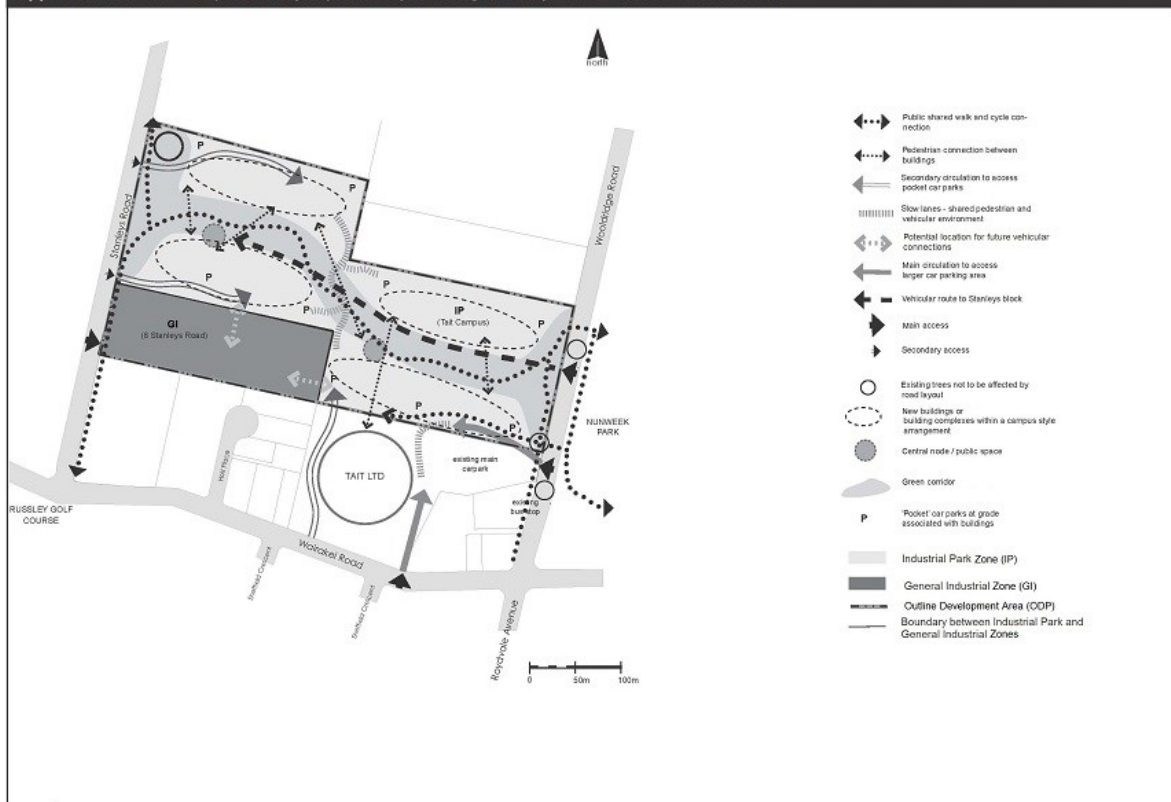 north
Stanleys Road
Wooldridge Road
P
P
P
P
P
P
IP
(Tait Campus)
P
GI
(6 Stanleys Road)
P
P
P
P
NUNWEEK
PARK
TAIT LTD
existing main
carpark
existing
bus stop
RUSSLEY GOLF
COURSE
Wairakei Road
Sheffield Crescent
Sheffield Crescent
Roydvale Avenue
0 50m 100m
Public shared walk and cycle con-
nection
Pedestrian connection between
buildings
Secondary circulation to access
pocket car parks
Slow lanes - shared pedestrian and
vehicular environment
Potential location for future vehicular
connections
Main circulation to access
larger car parking area
Vehicular route to Stanleys block
Main access
Secondary access
Existing trees not to be affected by
road layout
New buildings or
building complexes within a campus style
arrangement
Central node / public space
Green corridor
P
'Pocket' car parks at grade
associated with buildings
Industrial Park Zone (IP)
General Industrial Zone (GI)
Outline Development Area (ODP)
Boundary between Industrial Park and
General Industrial Zones